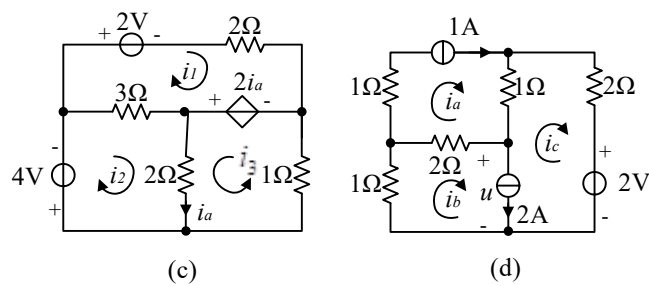 2V 2Ω 1A
+ -
i1
3Ω 2ia 1Ω ia 1Ω 2Ω
+ -
- 2Ω + ic +
4V i2 2Ω i3 1Ω 1Ω u ib 2V
+ ia - 2A -
(c) (d)